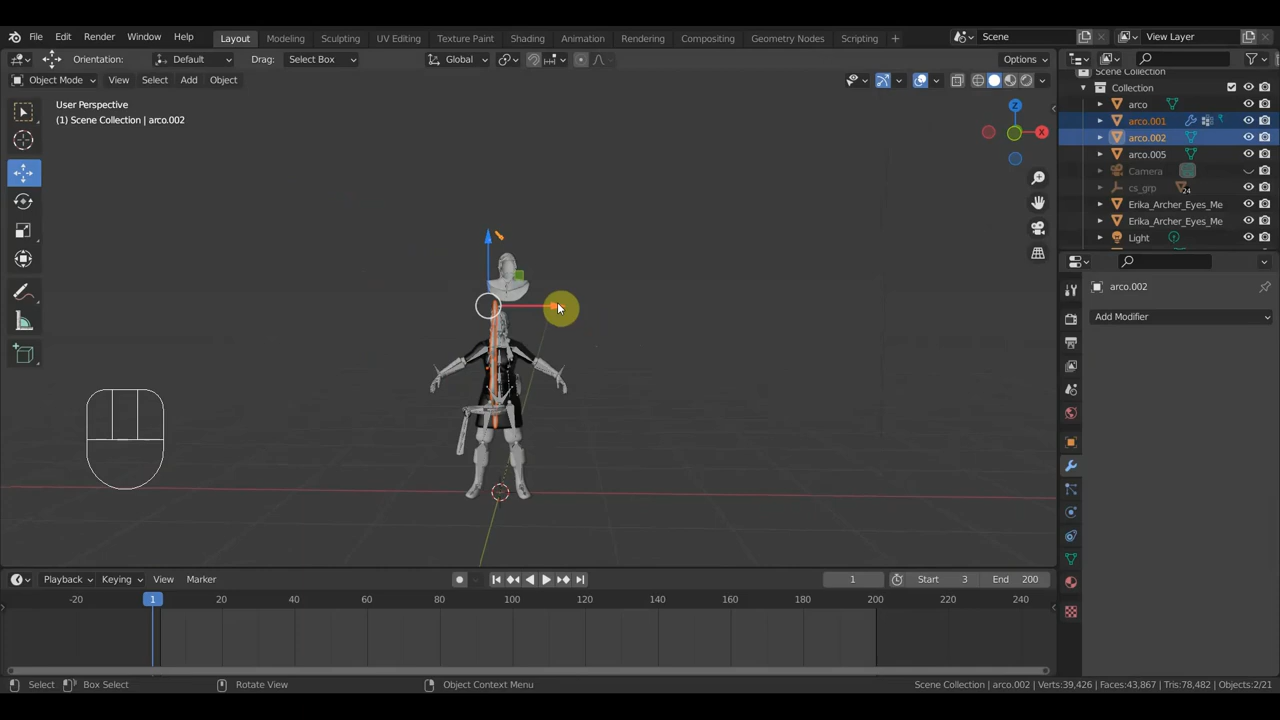 File Edit Render Window Help Layout Modeling Sculpting UV Editing Texture Paint Shading Animation Rendering Compositing Geometry Nodes Scripting + Scene View Layer
Orientation: Default Drag: Select Box Global Options
Object Mode View Select Add Object
User Perspective
(1) Scene Collection | arco.002
Z
X
Scene Collection
Collection
arco
arco.001
arco.002
arco.005
Camera
cs_grp 24
Erika_Archer_Eyes_Me
Erika_Archer_Eyes_Me
Light
arco.002
Add Modifier
Playback Keying View Marker 1 Start 3 End 200
-20 1 20 40 60 80 100 120 140 160 180 200 220 240
Select Box Select Rotate View Object Context Menu Scene Collection | arco.002 | Verts:39,426 | Faces:43,867 | Tris:78,482 | Objects:2/21